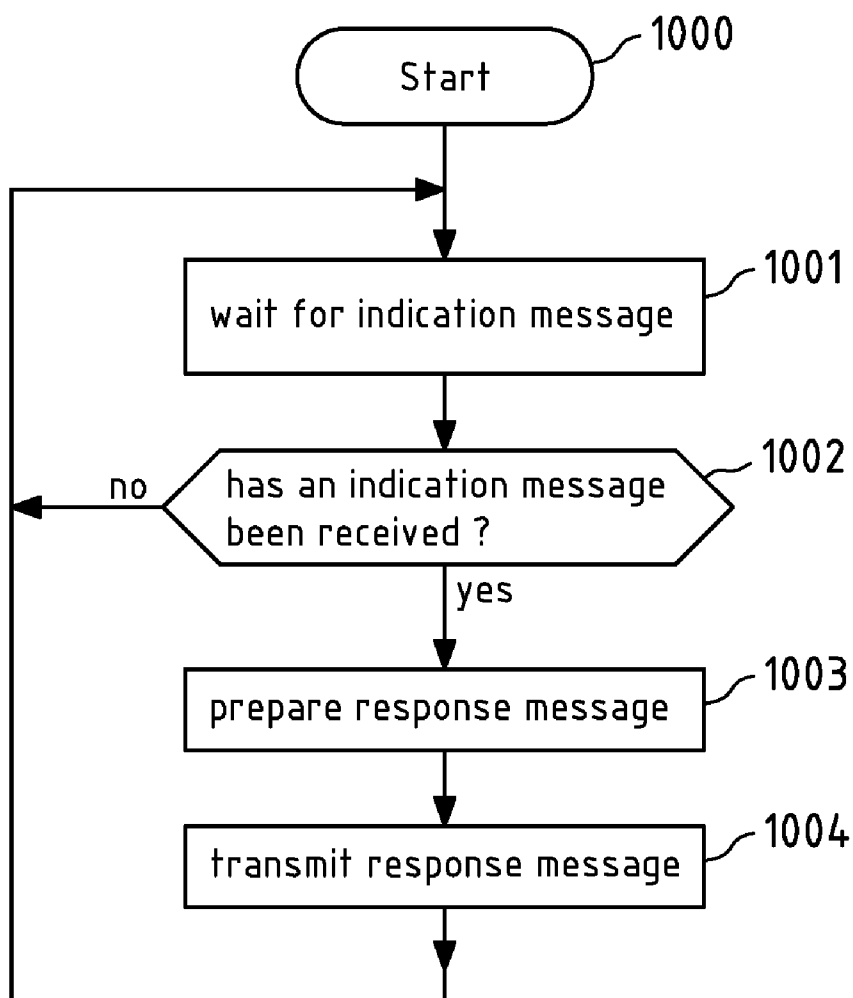 1000
Start
1001
wait for indication message
1002
no
has an indication message
been received ?
yes
1003
prepare response message
1004
transmit response message